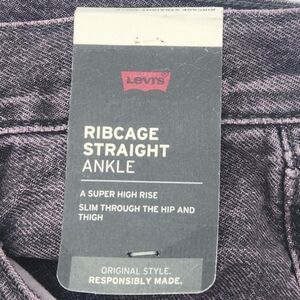 Levi's
RIBCAGE
STRAIGHT
ANKLE
A SUPER HIGH RISE
SLIM THROUGH THE HIP AND
THIGH
ORIGINAL STYLE.
RESPONSIBLY MADE.